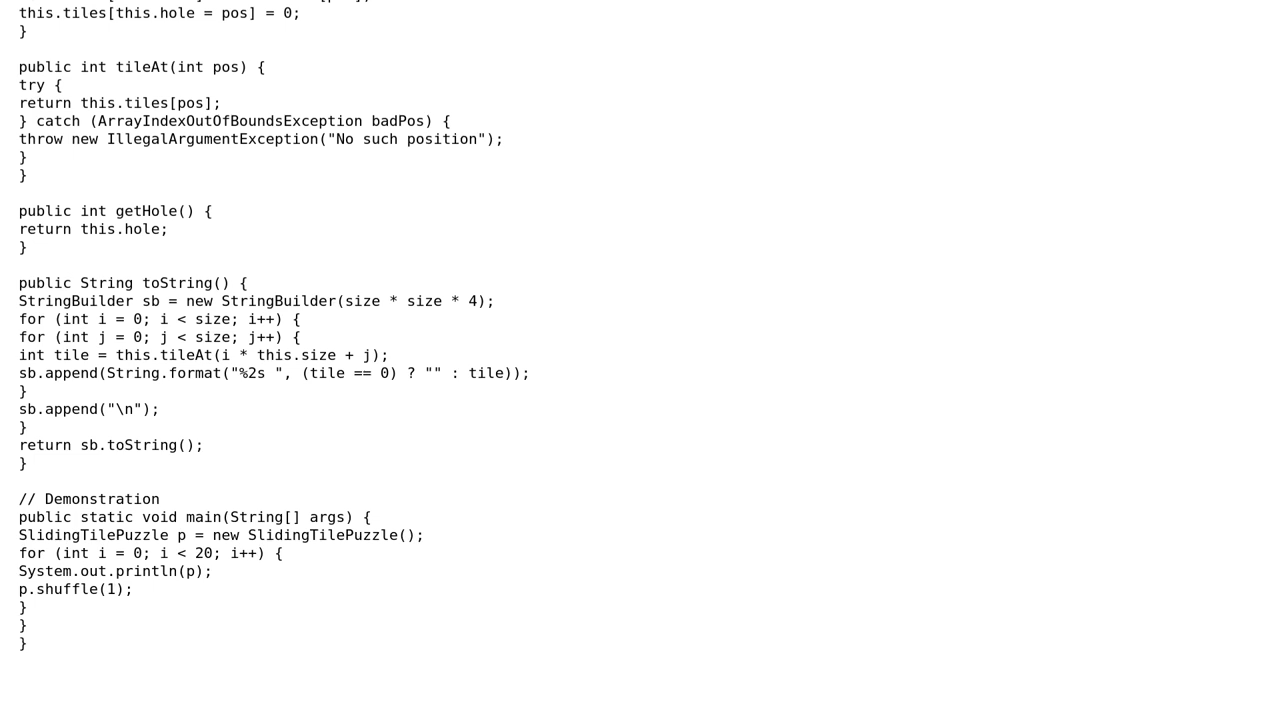 this.tiles[this.hole = pos] = 0;
}

public int tileAt(int pos) {
try {
return this.tiles[pos];
} catch (ArrayIndexOutOfBoundsException badPos) {
throw new IllegalArgumentException("No such position");
}
}

public int getHole() {
return this.hole;
}

public String toString() {
StringBuilder sb = new StringBuilder(size * size * 4);
for (int i = 0; i < size; i++) {
for (int j = 0; j < size; j++) {
int tile = this.tileAt(i * this.size + j);
sb.append(String.format("%2s ", (tile == 0) ? "" : tile));
}
sb.append("\n");
}
return sb.toString();
}

// Demonstration
public static void main(String[] args) {
SlidingTilePuzzle p = new SlidingTilePuzzle();
for (int i = 0; i < 20; i++) {
System.out.println(p);
p.shuffle(1);
}
}
}